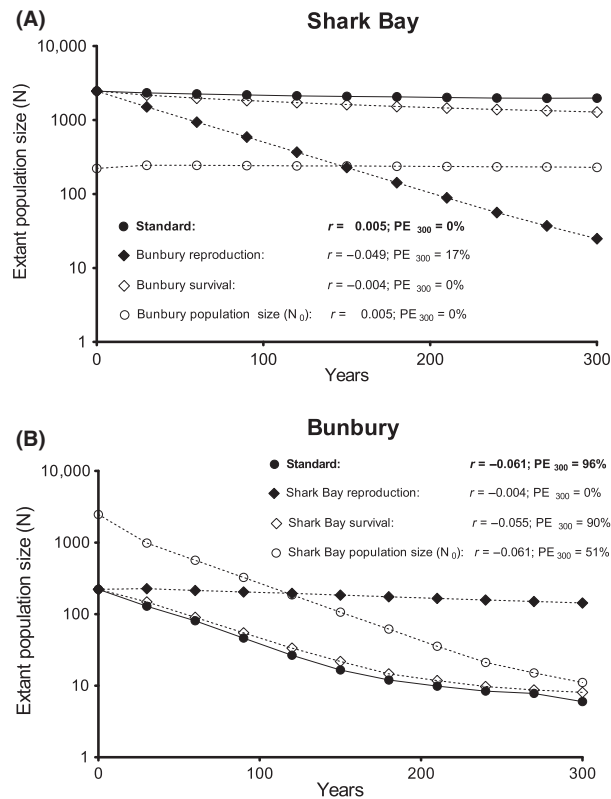 (A)
Shark Bay
Extant population size (N)
10,000
1000
100
10
1
Standard: r = 0.005; PE 300 = 0%
Bunbury reproduction: r = –0.049; PE 300 = 17%
Bunbury survival: r = –0.004; PE 300 = 0%
Bunbury population size (N 0): r = 0.005; PE 300 = 0%
0 100 200 300
Years
(B)
Bunbury
Extant population size (N)
10,000
1000
100
10
1
Standard: r = –0.061; PE 300 = 96%
Shark Bay reproduction: r = –0.004; PE 300 = 0%
Shark Bay survival: r = –0.055; PE 300 = 90%
Shark Bay population size (N 0): r = –0.061; PE 300 = 51%
0 100 200 300
Years